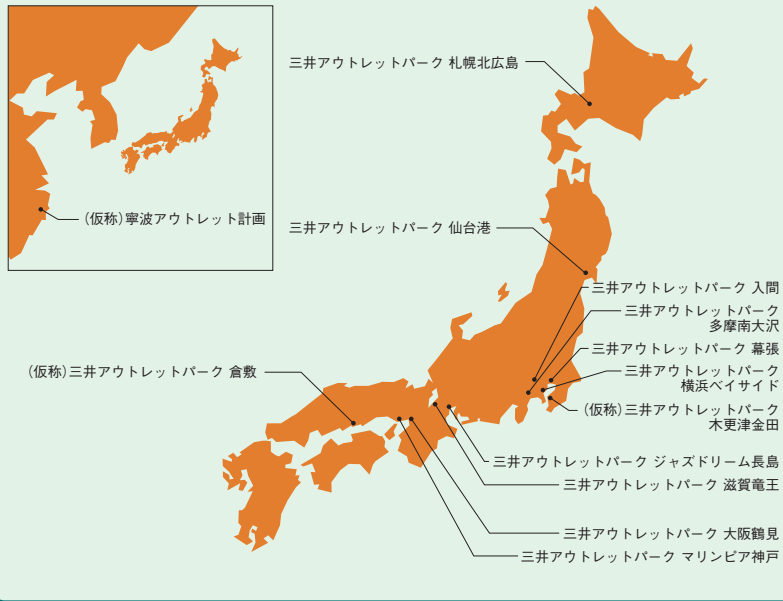 三井アウトレットパーク 札幌北広島
(仮称)寧波アウトレット計画
三井アウトレットパーク 仙台港
三井アウトレットパーク 入間
三井アウトレットパーク
多摩南大沢
三井アウトレットパーク 幕張
三井アウトレットパーク
横浜ベイサイド
(仮称)三井アウトレットパーク 倉敷
(仮称)三井アウトレットパーク
木更津金田
三井アウトレットパーク ジャズドリーム長島
三井アウトレットパーク 滋賀竜王
三井アウトレットパーク 大阪鶴見
三井アウトレットパーク マリンピア神戸